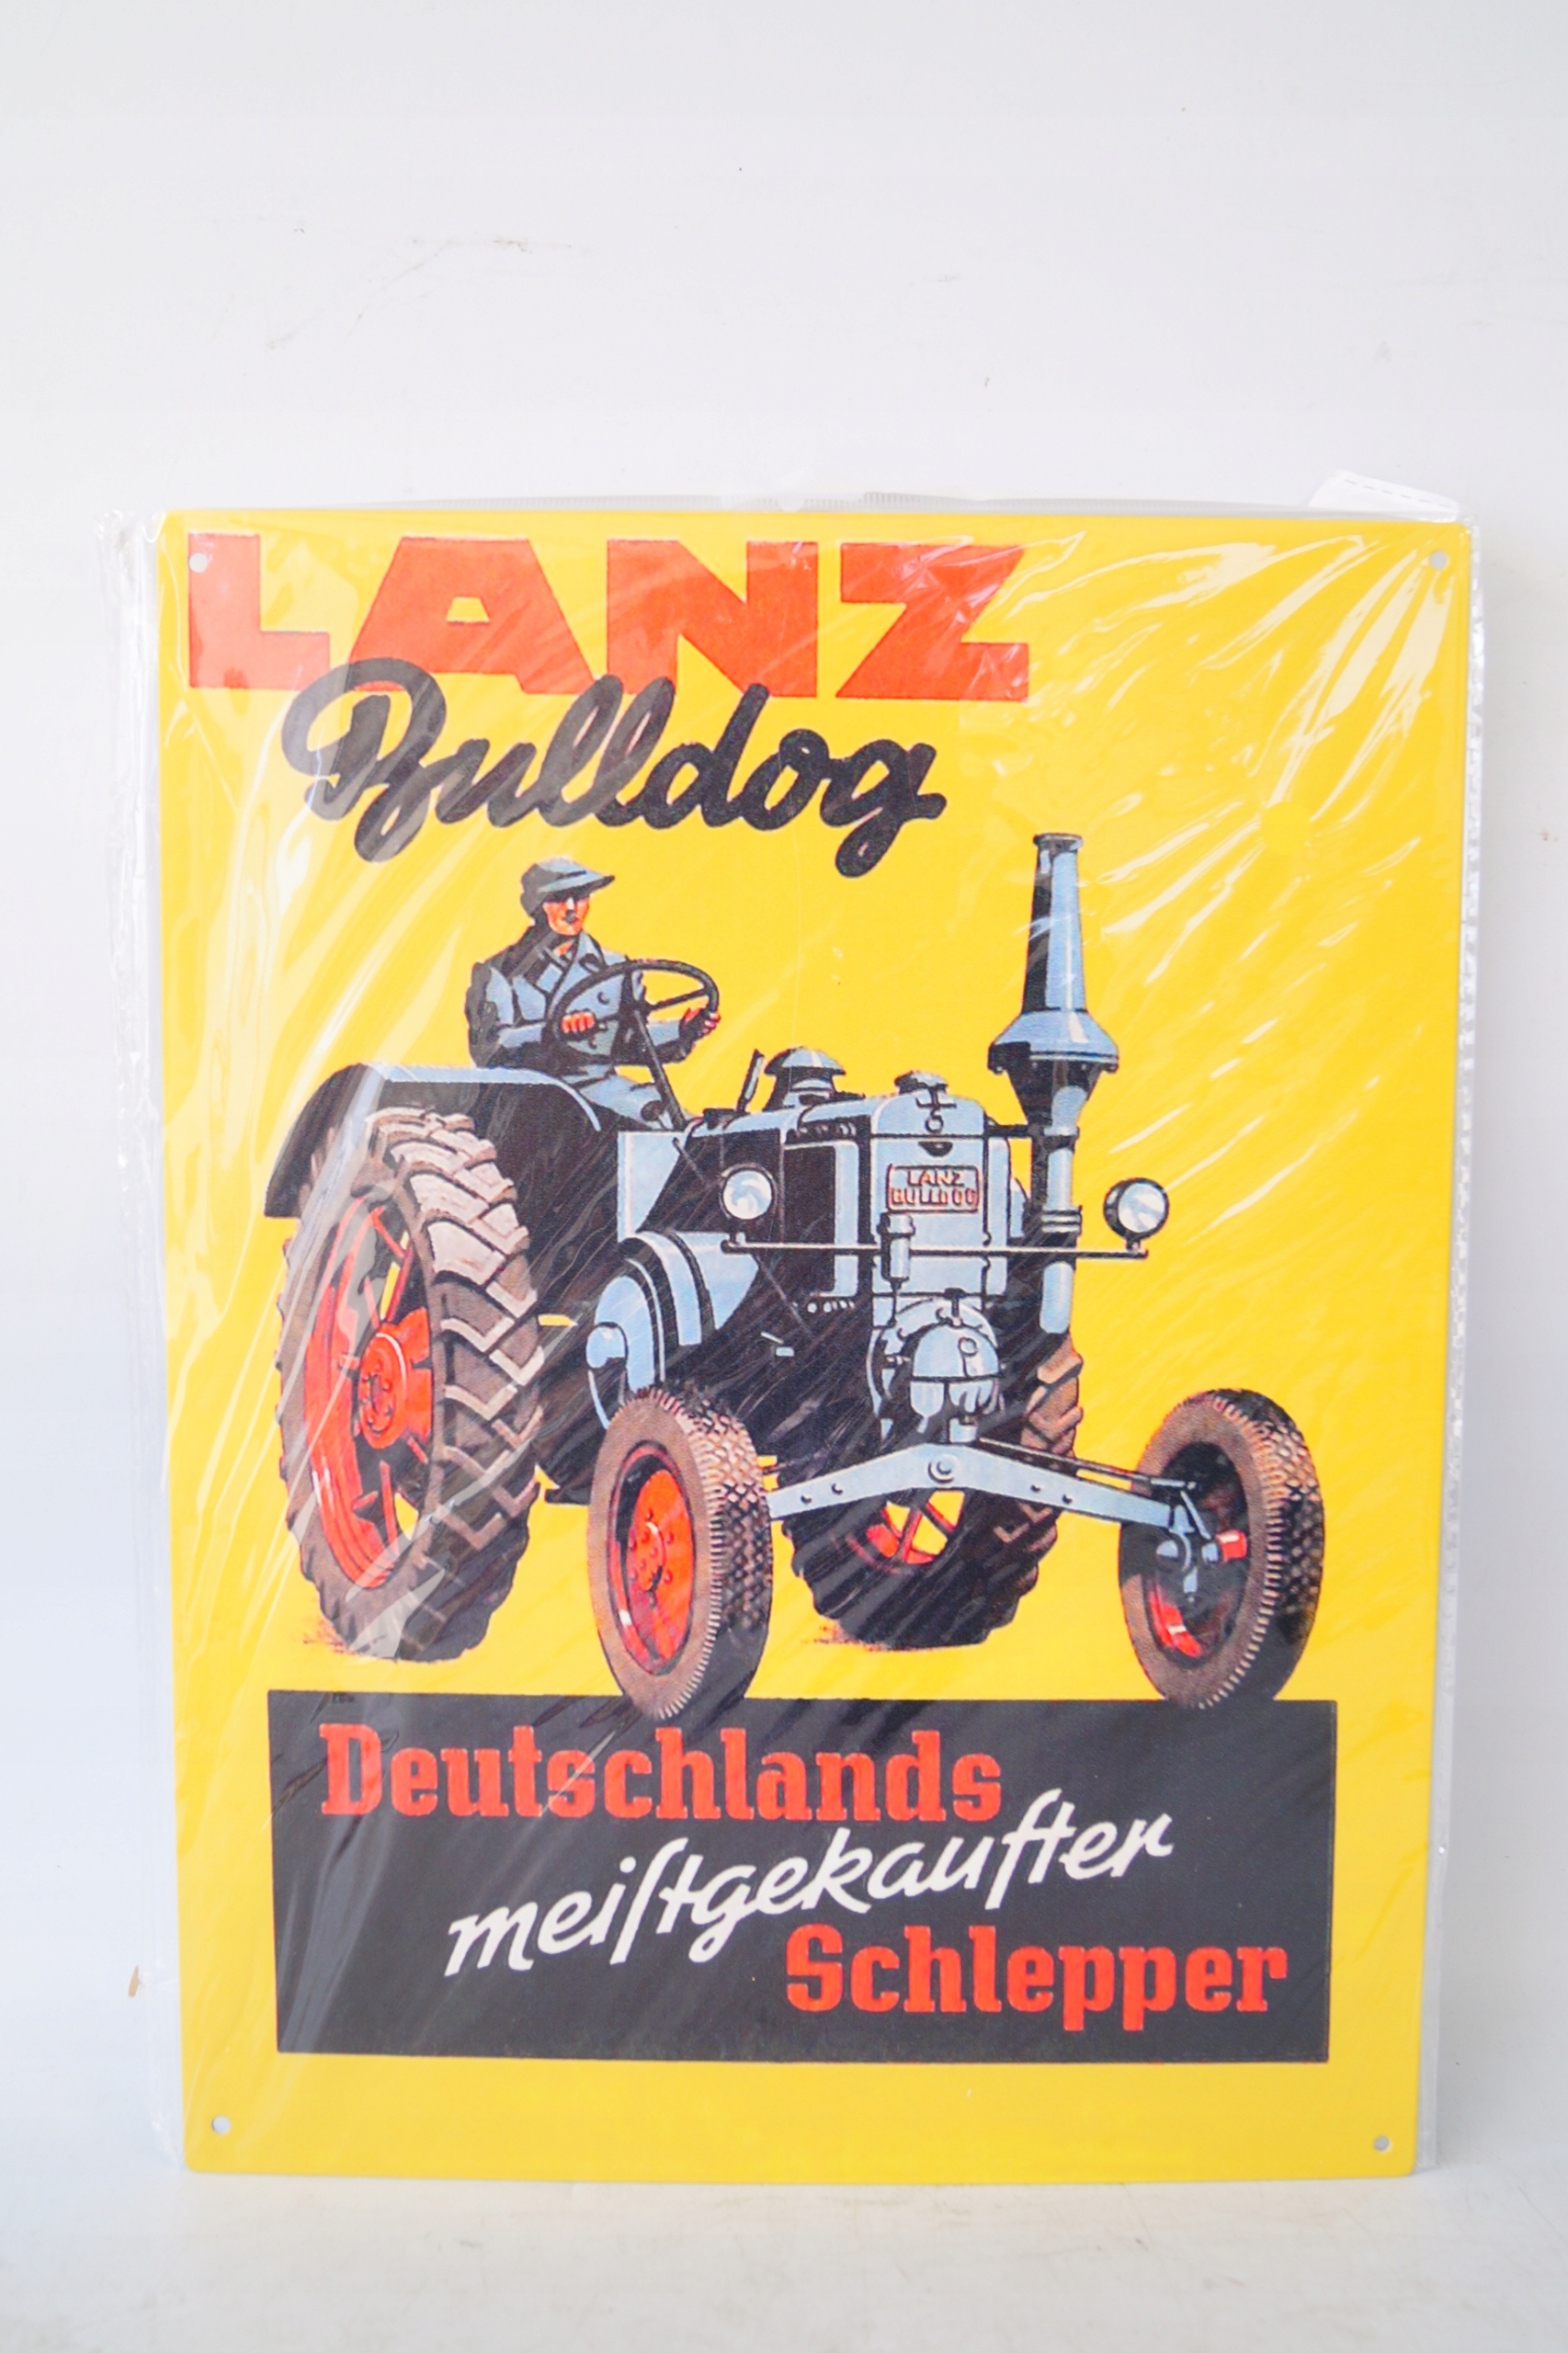 LANZ
Bulldog
LANZ
BULLDOG
Deutschlands
meiſtgekaufter
Schlepper